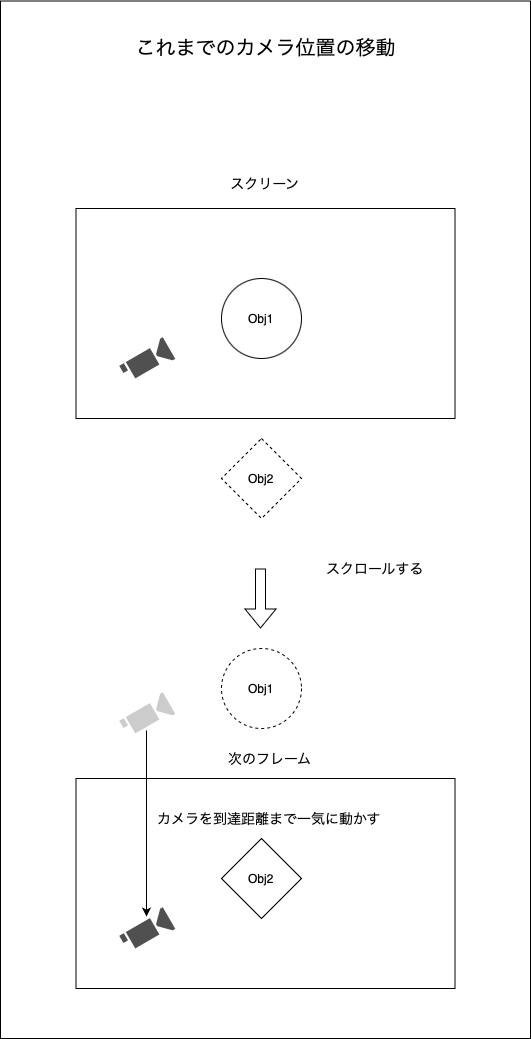 これまでのカメラ位置の移動
スクリーン
Obj1
Obj2
スクロールする
Obj1
次のフレーム
カメラを到達距離まで一気に動かす
Obj2